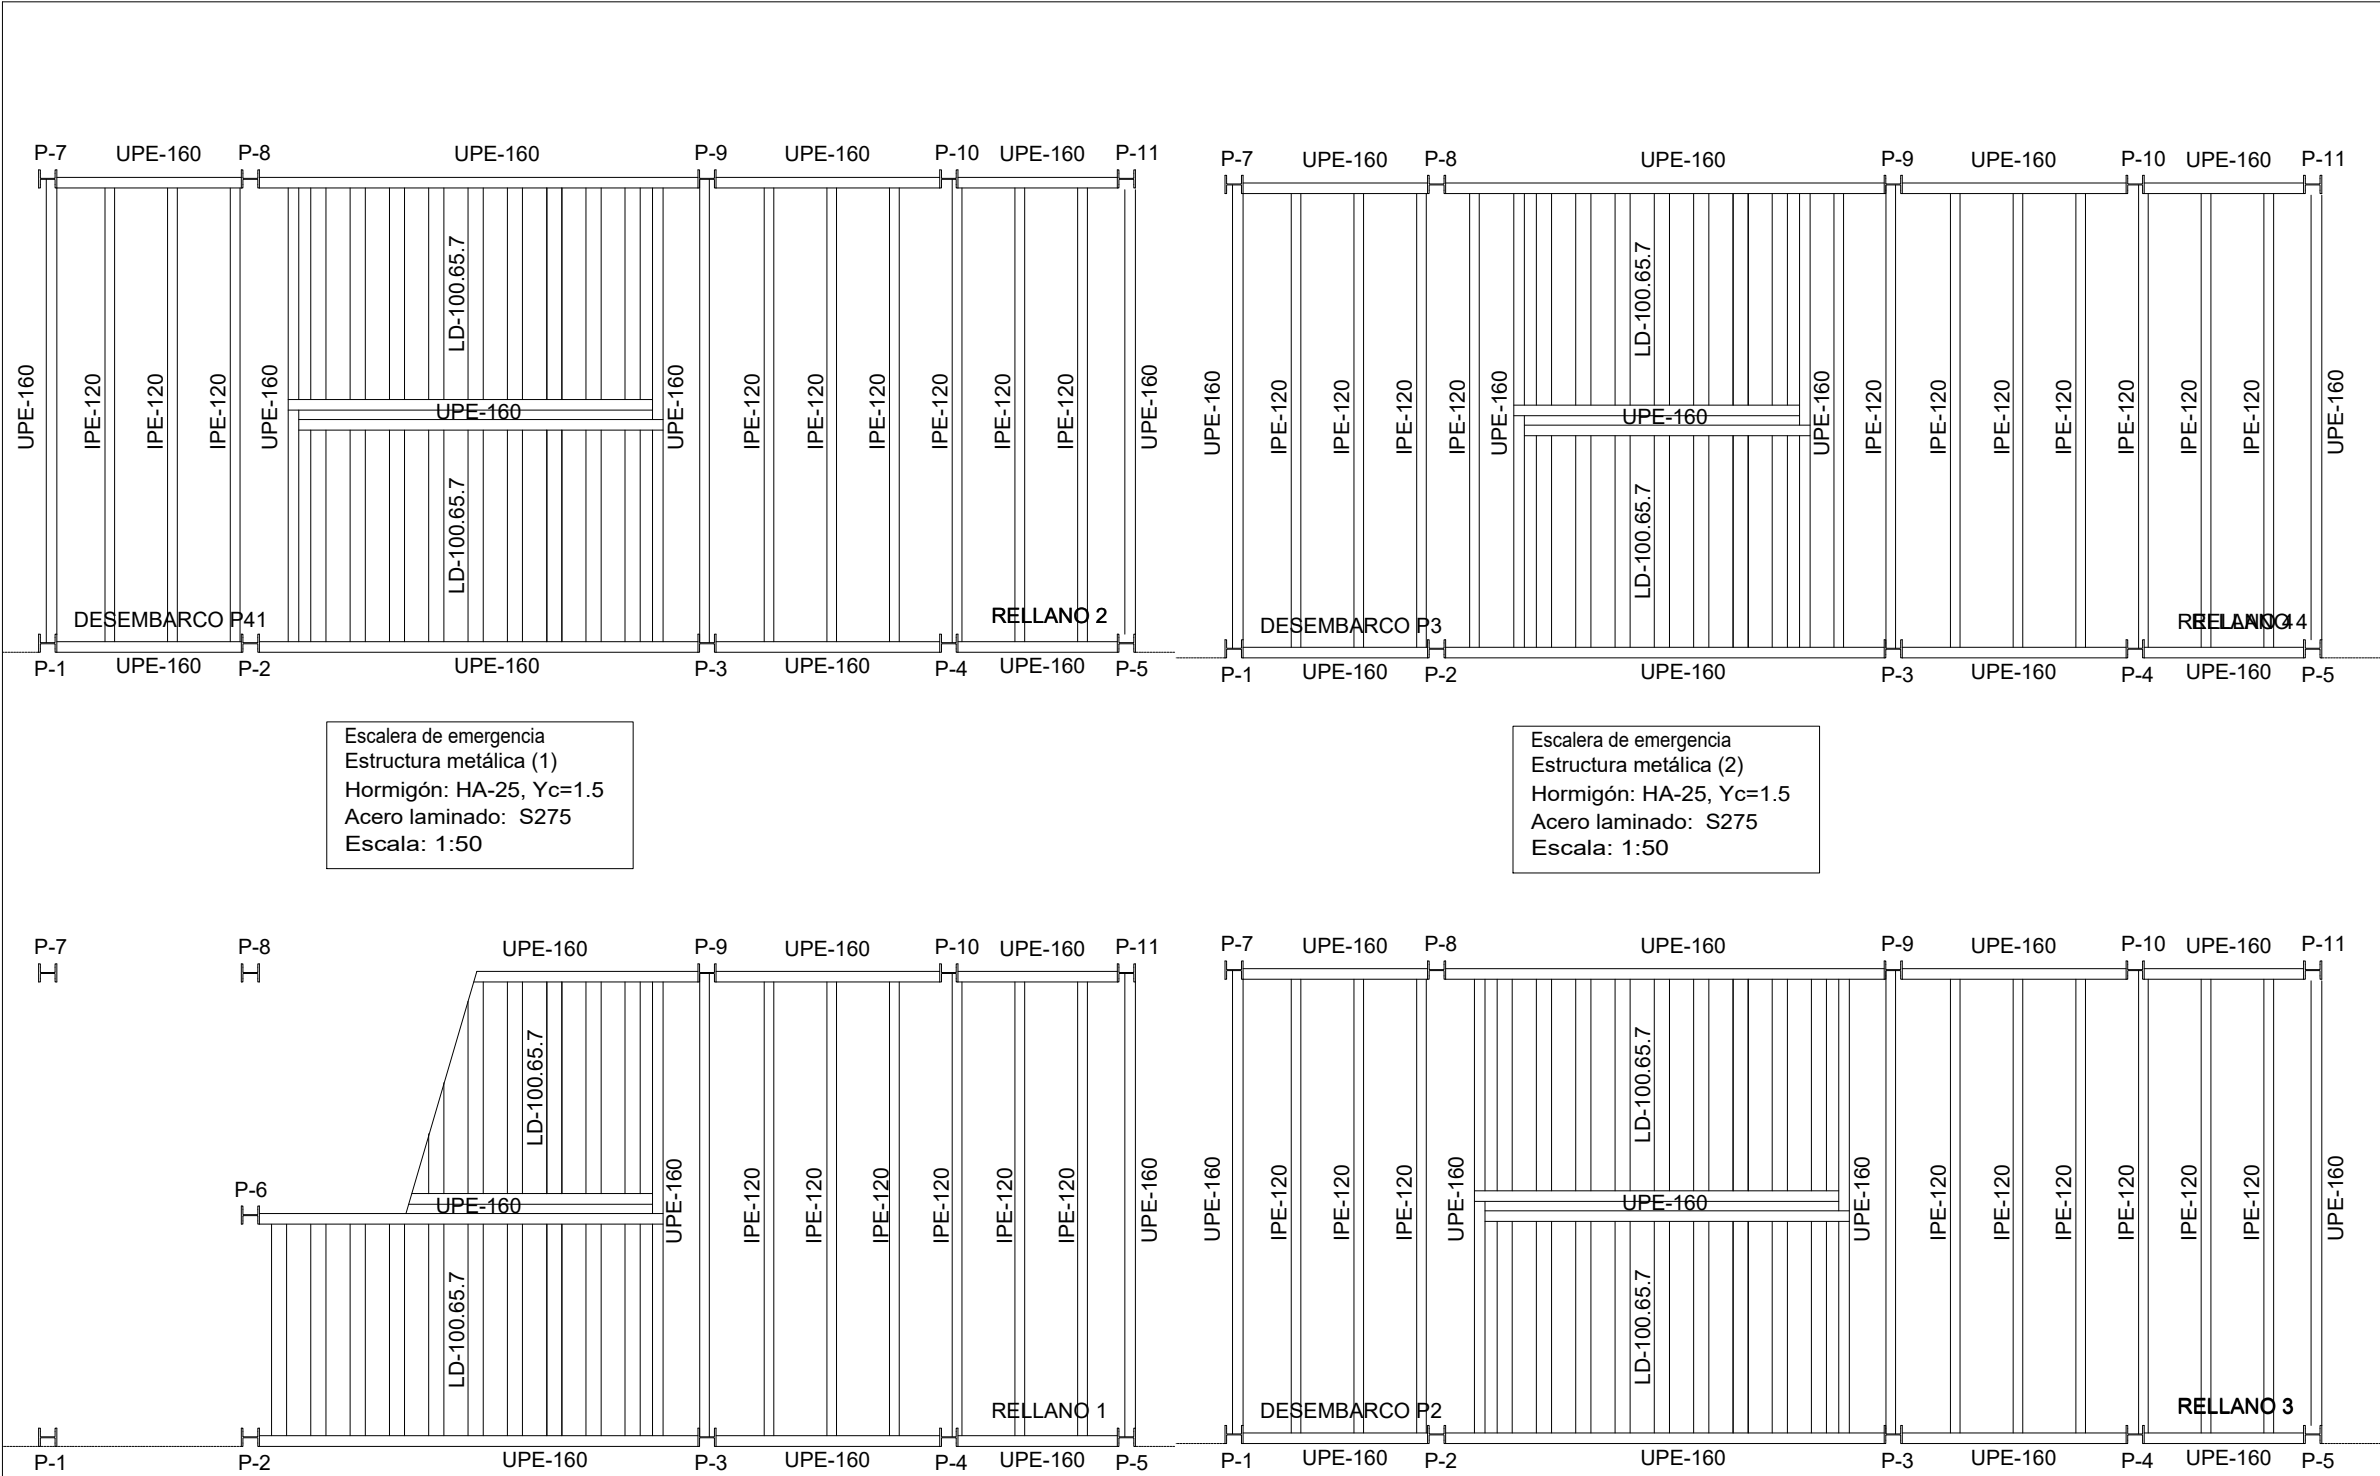 P-7 UPE-160 P-8 UPE-160 P-9 UPE-160 P-10 UPE-160 P-11
LD-100.65.7
UPE-160 IPE-120 IPE-120 IPE-120 UPE-160 UPE-160 UPE-160 IPE-120 IPE-120 IPE-120 IPE-120 IPE-120 IPE-120 UPE-160
LD-100.65.7
DESEMBARCO P41 RELLANO 2
P-1 UPE-160 P-2 UPE-160 P-3 UPE-160 P-4 UPE-160 P-5
P-7 UPE-160 P-8 UPE-160 P-9 UPE-160 P-10 UPE-160 P-11
LD-100.65.7
UPE-160 IPE-120 IPE-120 IPE-120 IPE-120 UPE-160 UPE-160 UPE-160 IPE-120 IPE-120 IPE-120 IPE-120 IPE-120 IPE-120 IPE-120 UPE-160
LD-100.65.7
DESEMBARCO P3
P-1 UPE-160 P-2 UPE-160 P-3 UPE-160 P-4 UPE-160 P-5
Escalera de emergencia
Estructura metálica (1)
Hormigón: HA-25, Yc=1.5
Acero laminado: S275
Escala: 1:50
Escalera de emergencia
Estructura metálica (2)
Hormigón: HA-25, Yc=1.5
Acero laminado: S275
Escala: 1:50
P-7 P-8 UPE-160 P-9 UPE-160 P-10 UPE-160 P-11
LD-100.65.7
P-6
UPE-160 UPE-160 IPE-120 IPE-120 IPE-120 IPE-120 IPE-120 IPE-120 UPE-160
LD-100.65.7
RELLANO 1
P-1 P-2 UPE-160 P-3 UPE-160 P-4 UPE-160 P-5
P-7 UPE-160 P-8 UPE-160 P-9 UPE-160 P-10 UPE-160 P-11
LD-100.65.7
UPE-160 IPE-120 IPE-120 IPE-120 UPE-160 UPE-160 UPE-160 IPE-120 IPE-120 IPE-120 IPE-120 IPE-120 IPE-120 UPE-160
LD-100.65.7
DESEMBARCO P2 RELLANO 3
P-1 UPE-160 P-2 UPE-160 P-3 UPE-160 P-4 UPE-160 P-5